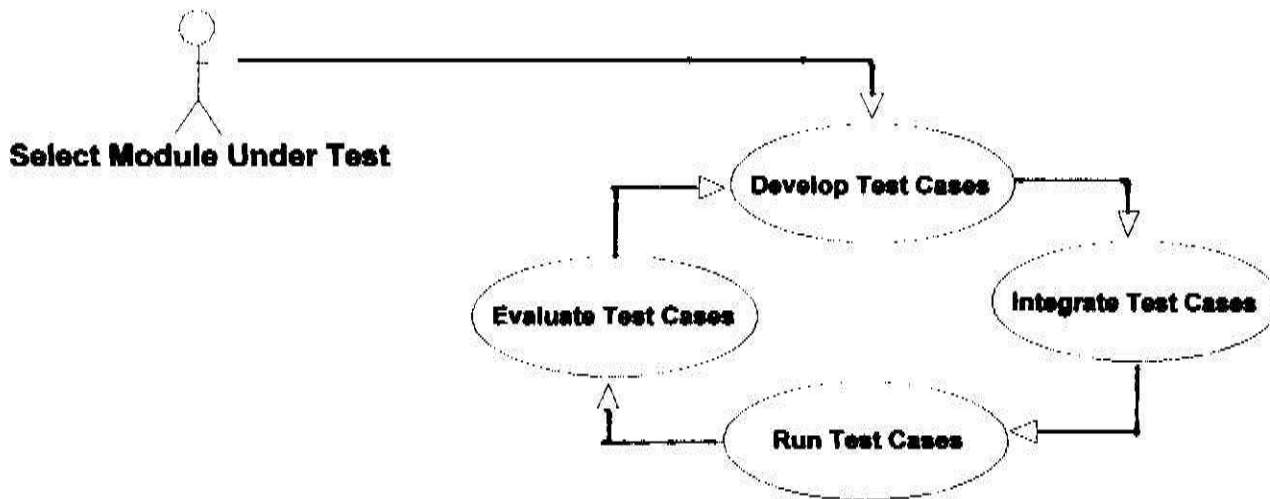 Select Module Under Test
Develop Test Cases
Evaluate Test Cases
Integrate Test Cases
Run Test Cases